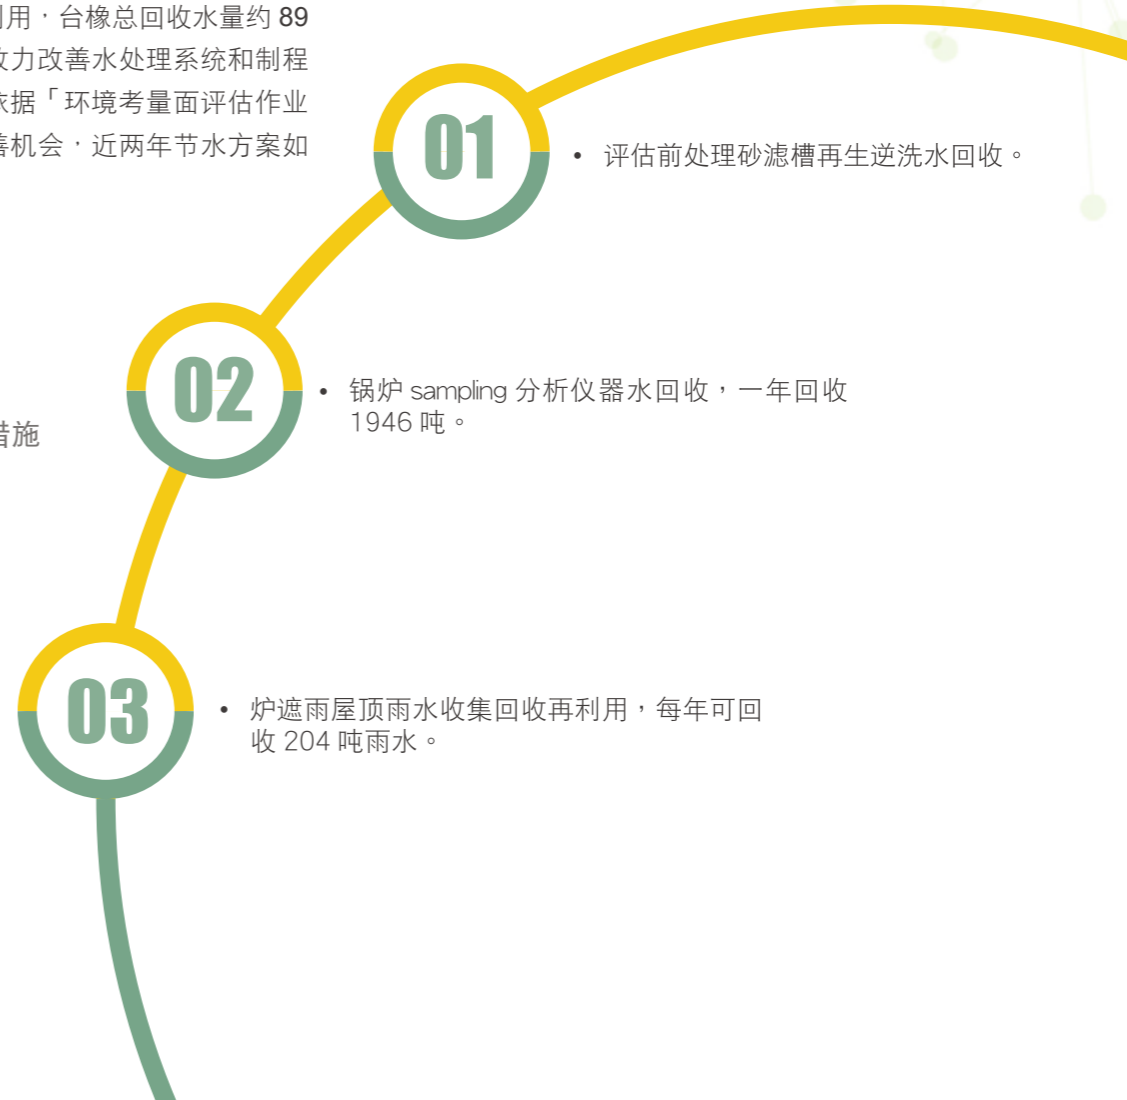 用，台橡总回收水量约 89
力改善水处理系统和制程
依据「环境考量面评估作业
善机会，近两年节水方案如
措施
01
• 评估前处理砂滤槽再生逆洗水回收。
02
• 锅炉 sampling 分析仪器水回收，一年回收
1946 吨。
03
• 炉遮雨屋顶雨水收集回收再利用，每年可回
收 204 吨雨水。